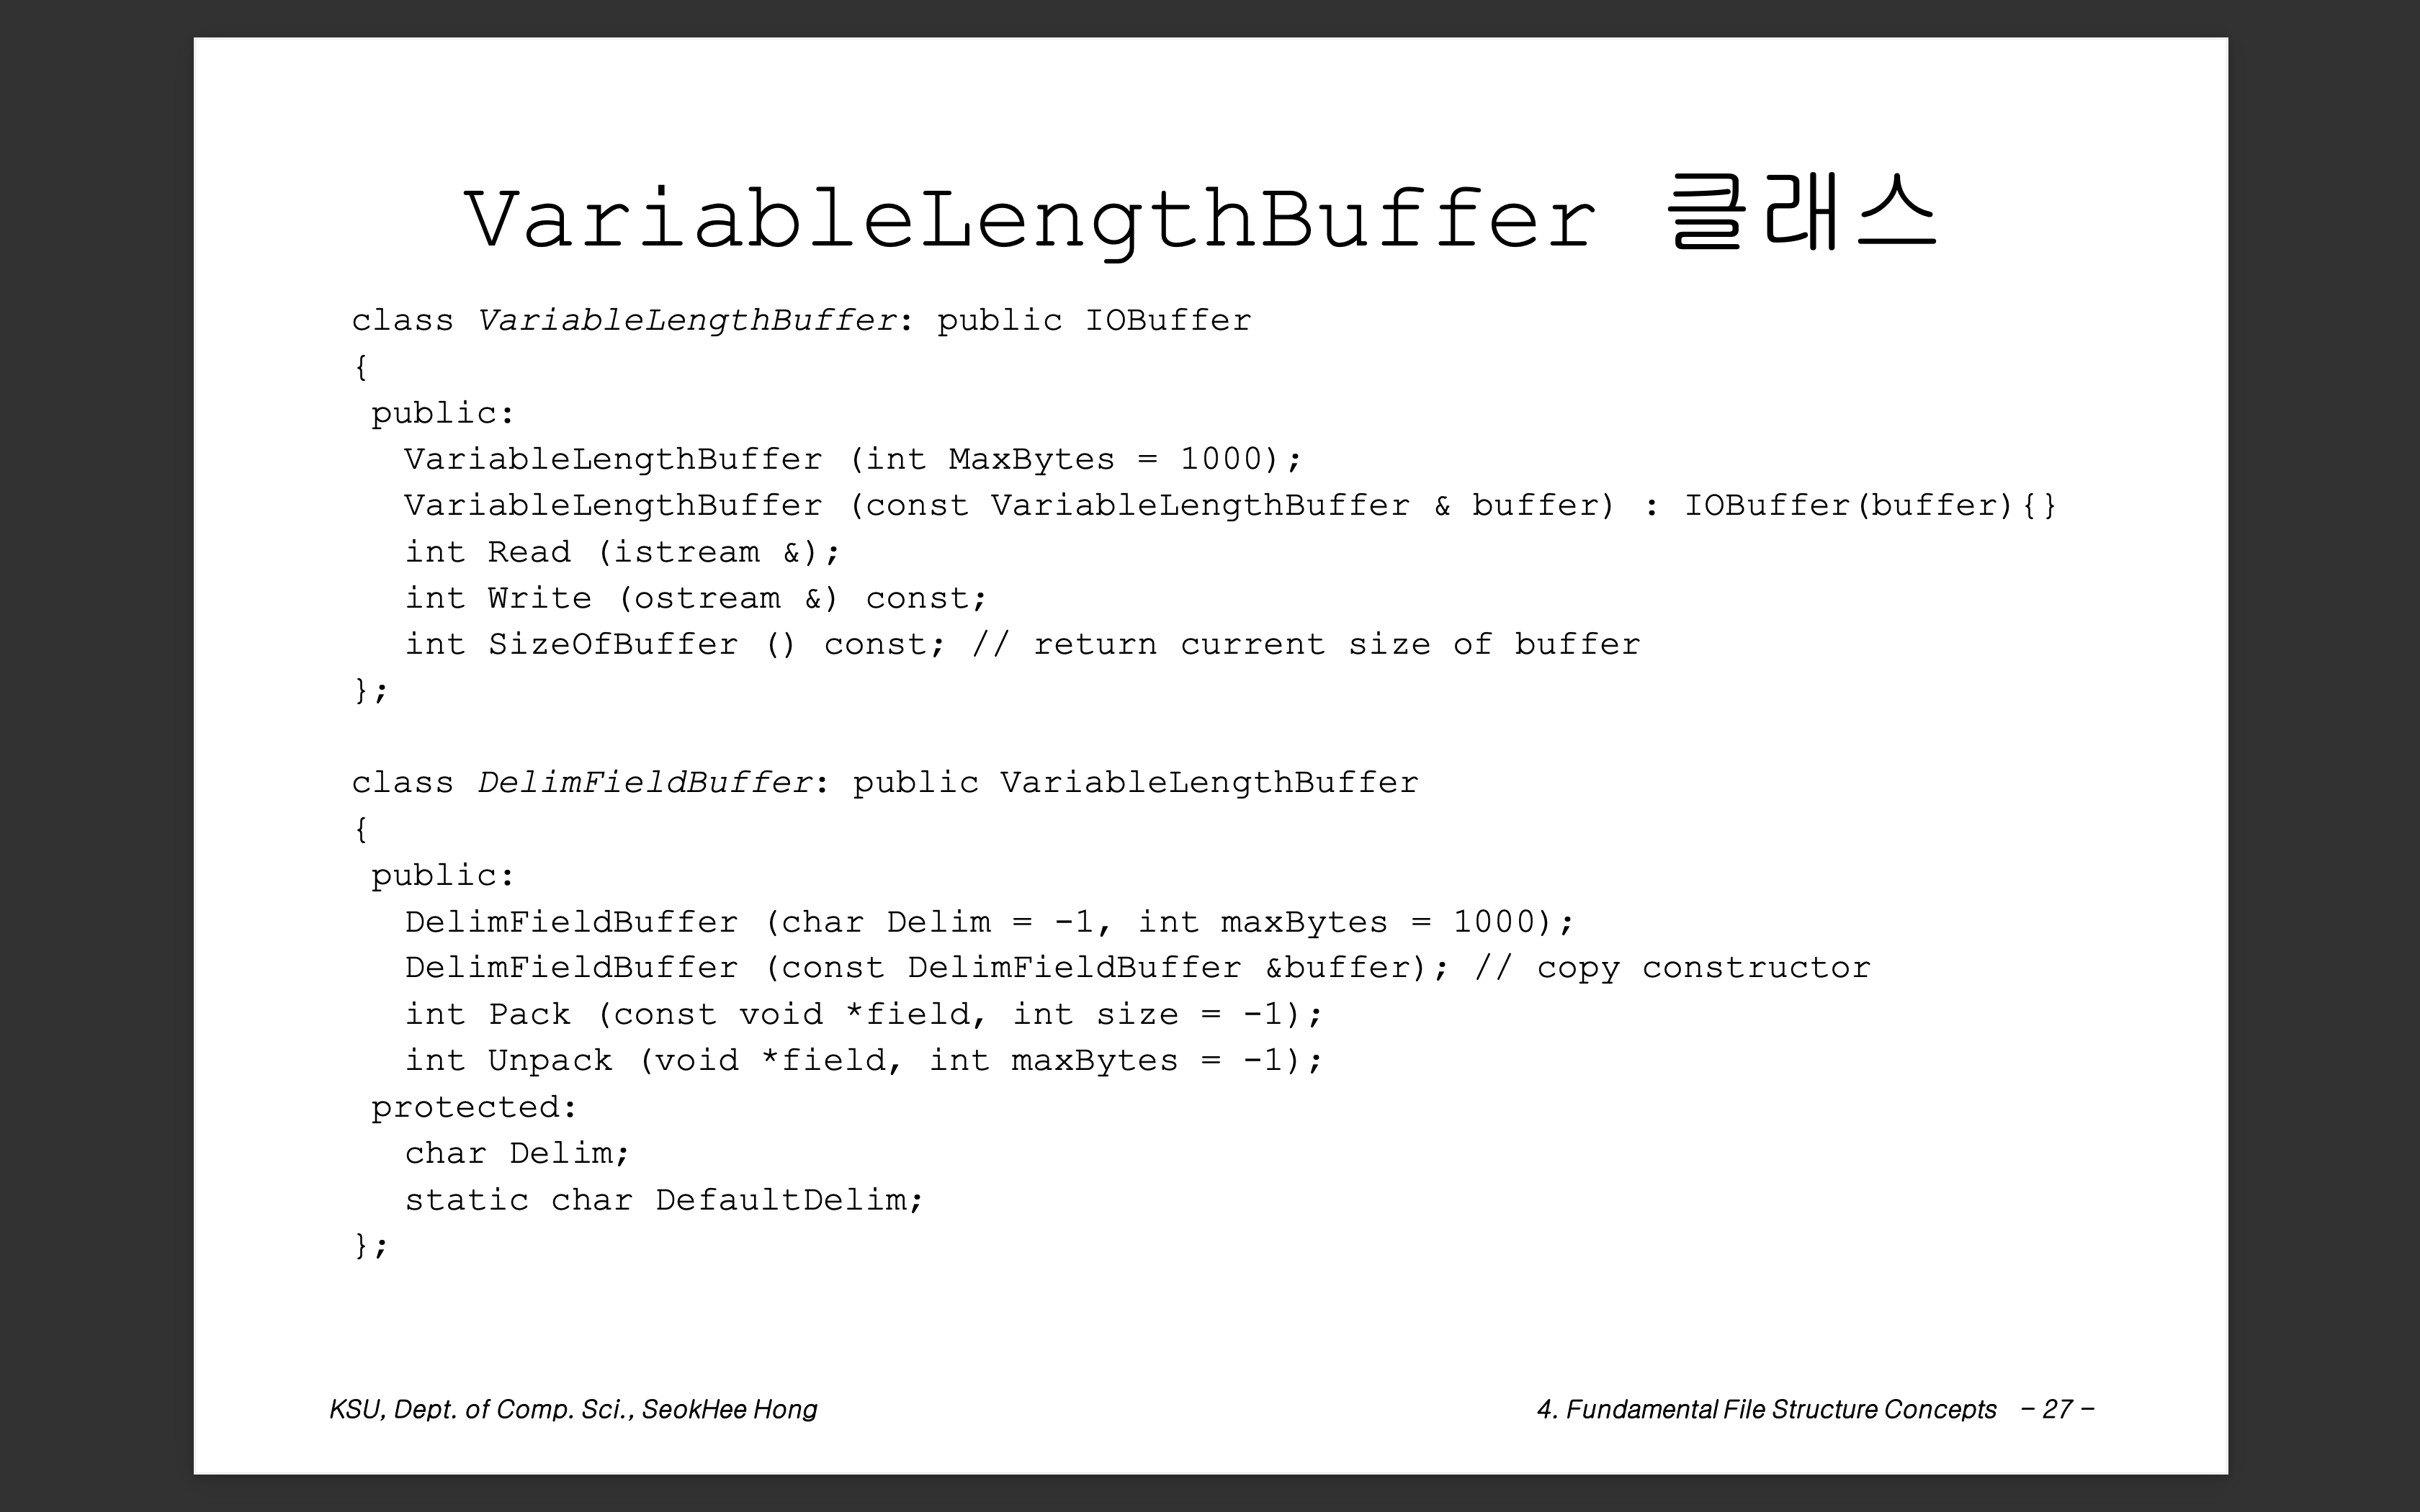 VariableLengthBuffer 클래스
class VariableLengthBuffer: public IOBuffer
{
public:
VariableLengthBuffer (int MaxBytes = 1000);
VariableLengthBuffer (const VariableLengthBuffer & buffer) : IOBuffer(buffer){}
int Read (istream &);
int Write (ostream &) const;
int SizeOfBuffer () const; // return current size of buffer
};
class DelimFieldBuffer: public VariableLengthBuffer
{
public:
DelimFieldBuffer (char Delim = -1, int maxBytes = 1000);
DelimFieldBuffer (const DelimFieldBuffer &buffer); // copy constructor
int Pack (const void *field, int size = -1);
int Unpack (void *field, int maxBytes = -1);
protected:
char Delim;
static char DefaultDelim;
};
KSU, Dept. of Comp. Sci., SeokHee Hong
4. Fundamental File Structure Concepts – 27 –